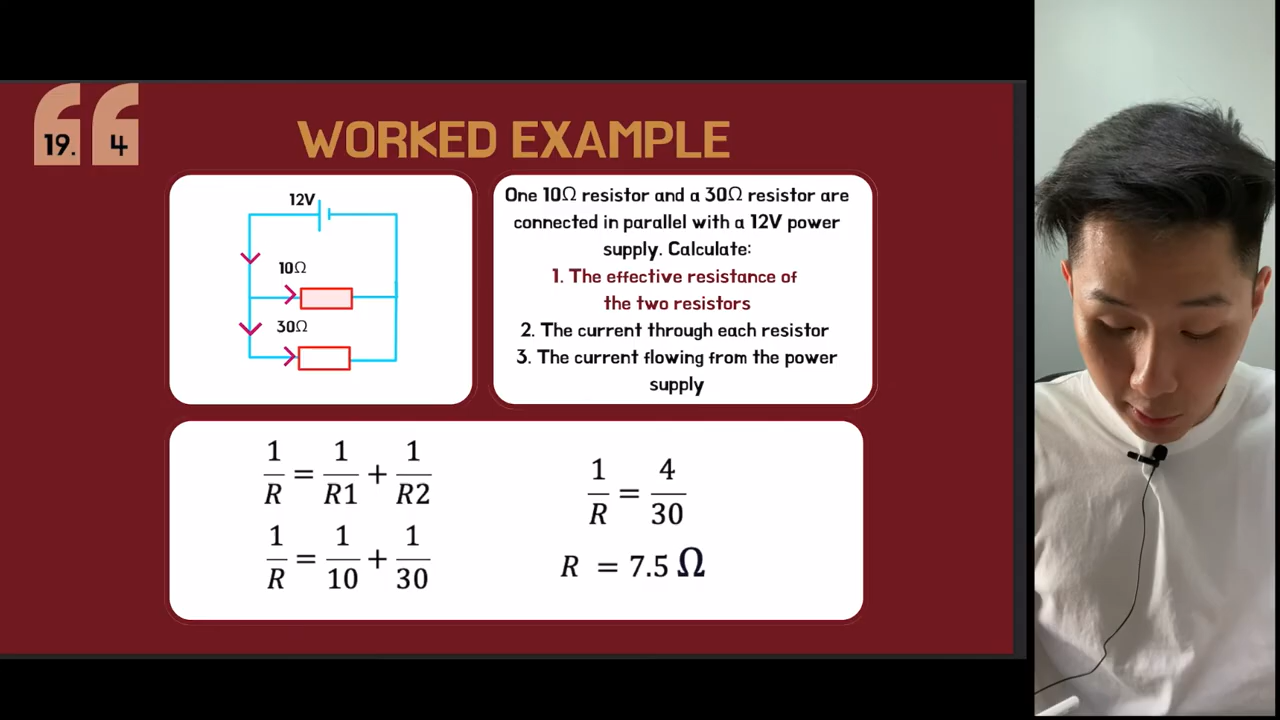 19. 4
WORKED EXAMPLE
12V
10Ω
30Ω
One 10Ω resistor and a 30Ω resistor are
connected in parallel with a 12V power
supply. Calculate:
1. The effective resistance of
the two resistors
2. The current through each resistor
3. The current flowing from the power
supply
1/R = 1/R1 + 1/R2
1/R = 1/10 + 1/30
1/R = 4/30
R = 7.5 Ω